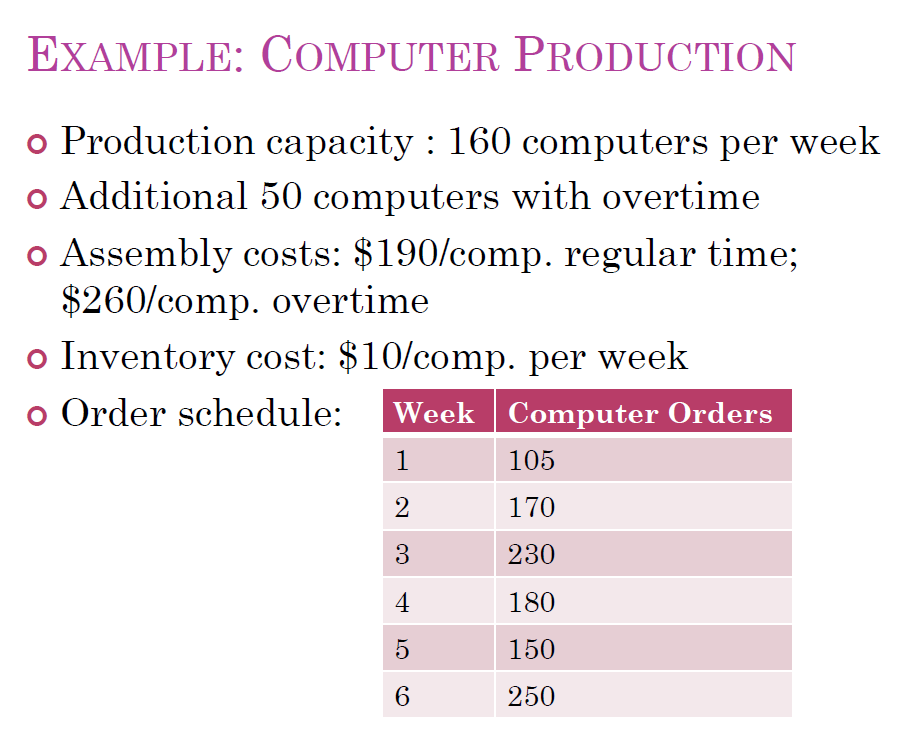 EXAMPLE: COMPUTER PRODUCTION
Production capacity : 160 computers per week
Additional 50 computers with overtime
Assembly costs: $190/comp. regular time;
$260/comp. overtime
Inventory cost: $10/comp. per week
Order schedule:
Week Computer Orders
1 105
2 170
3 230
4 180
5 150
6 250